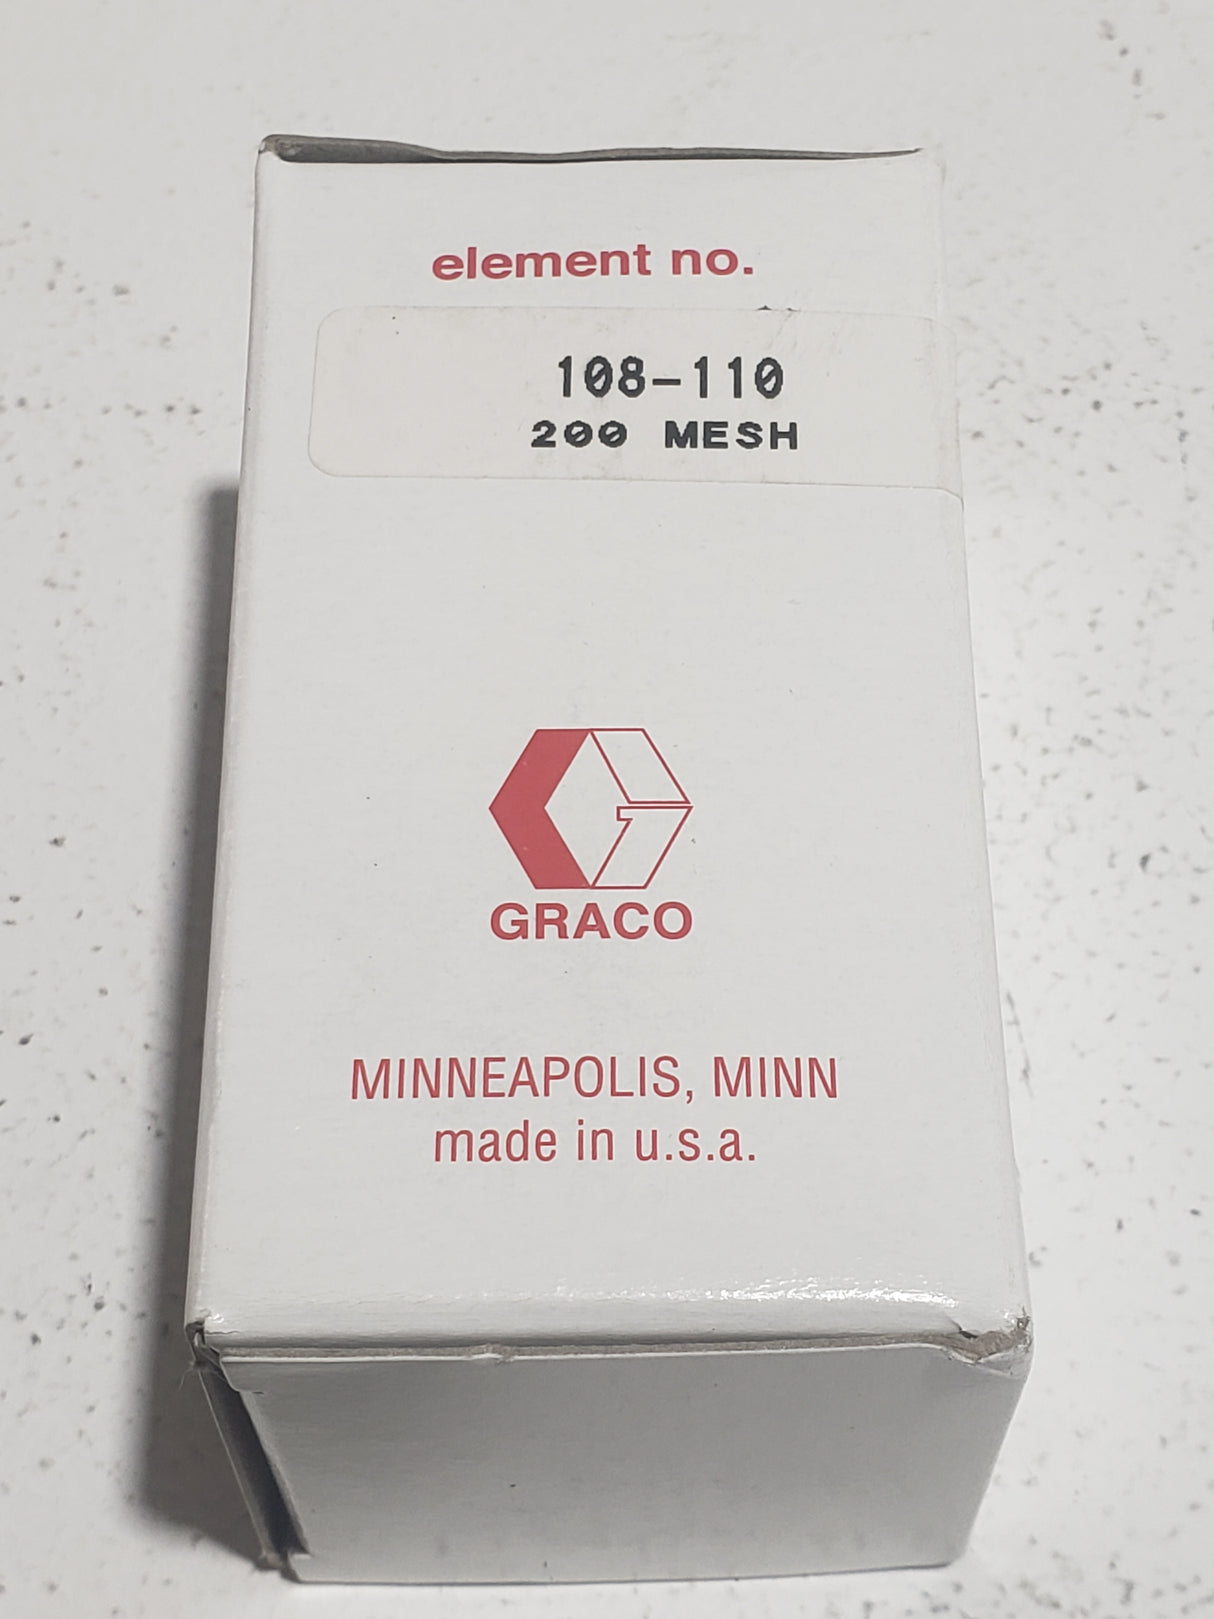 element no.
108-110
200 MESH
GRACO
MINNEAPOLIS, MINN
made in u.s.a.